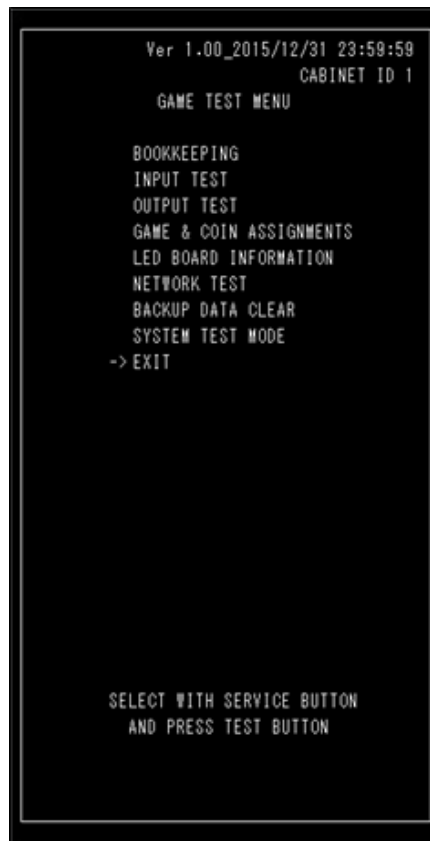 Ver 1.00_2015/12/31 23:59:59
CABINET ID 1
GAME TEST MENU
BOOKKEEPING
INPUT TEST
OUTPUT TEST
GAME & COIN ASSIGNMENTS
LED BOARD INFORMATION
NETWORK TEST
BACKUP DATA CLEAR
SYSTEM TEST MODE
-> EXIT
SELECT WITH SERVICE BUTTON
AND PRESS TEST BUTTON